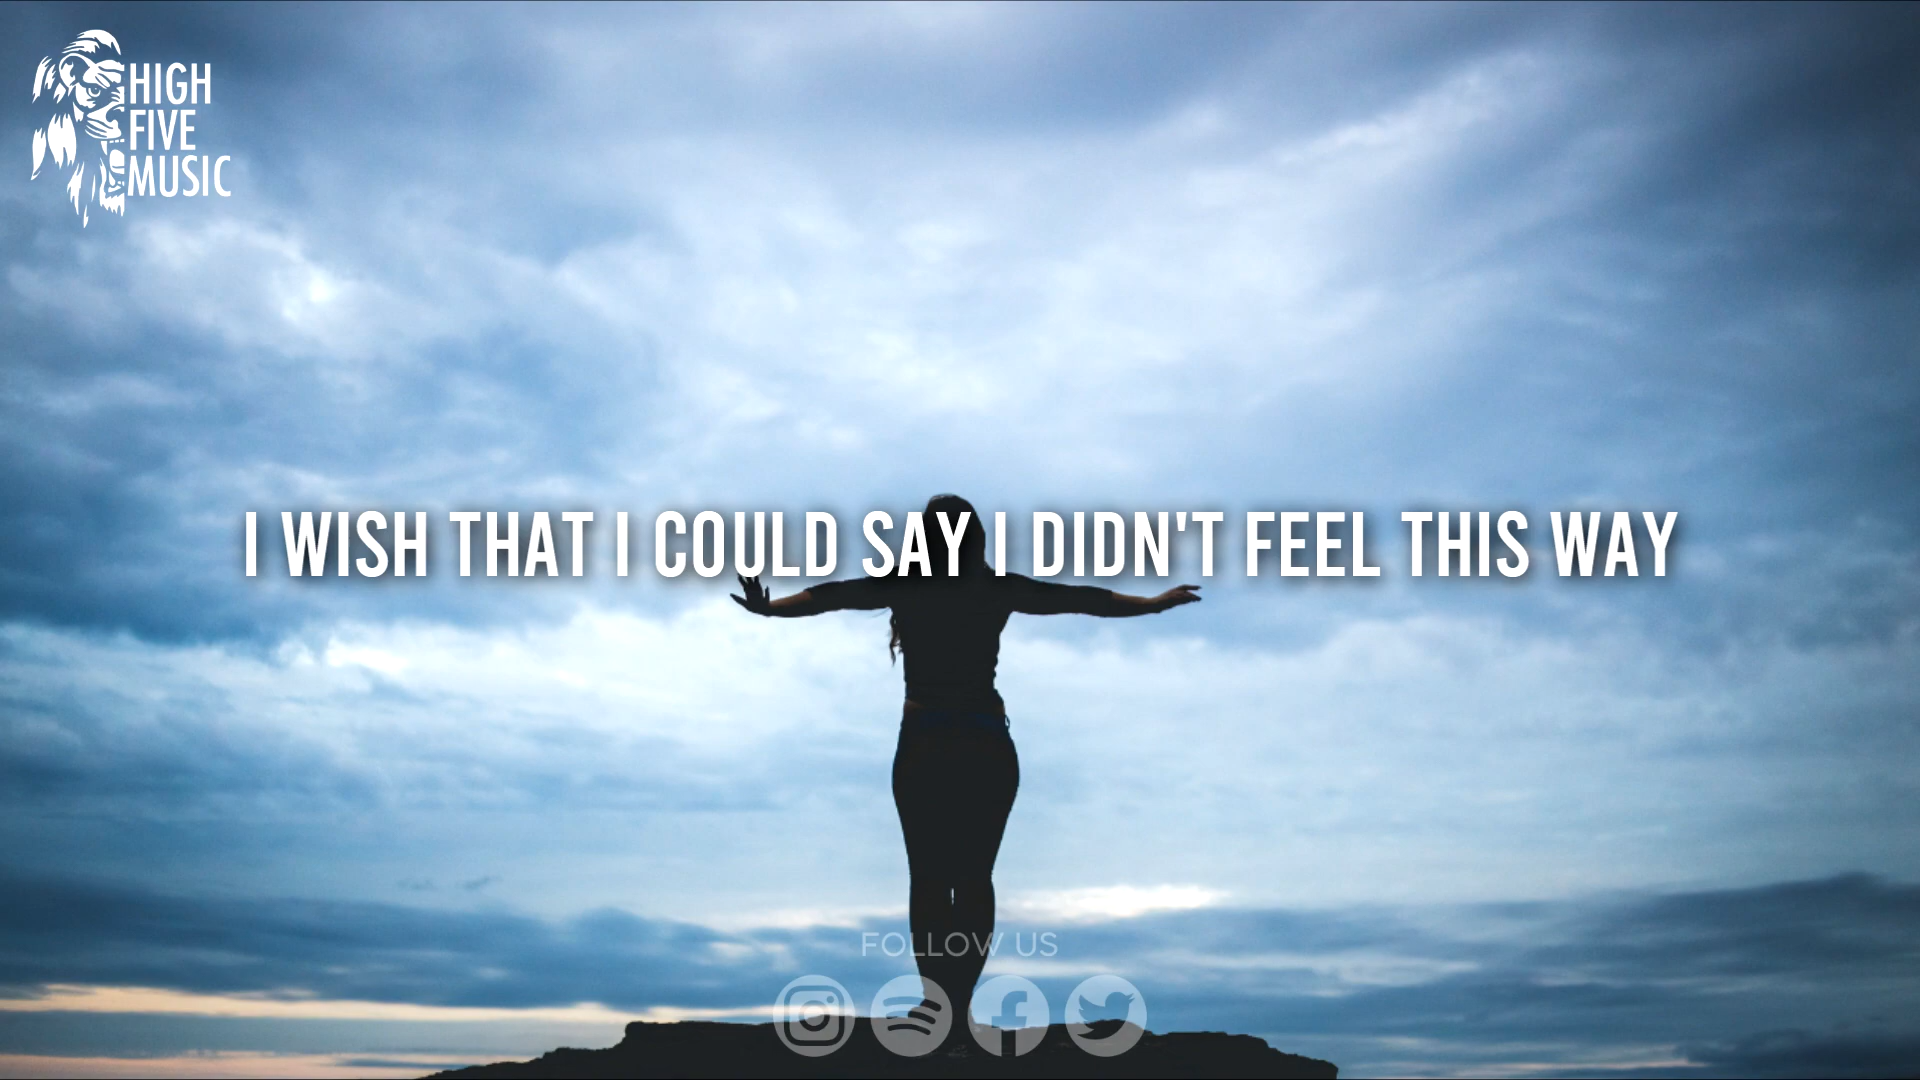 HIGH
FIVE
MUSIC
I WISH THAT I COULD SAY I DIDN'T FEEL THIS WAY
FOLLOW US